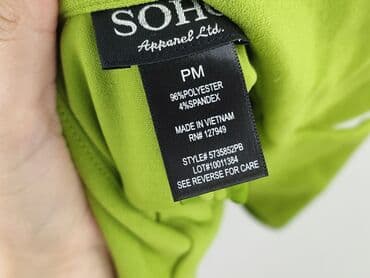 SOHO
Apparel Ltd.
PM
96%POLYESTER
4%SPANDEX
MADE IN VIETNAM
RN# 127949
STYLE# 5735852PB
LOT#10011384
SEE REVERSE FOR CARE